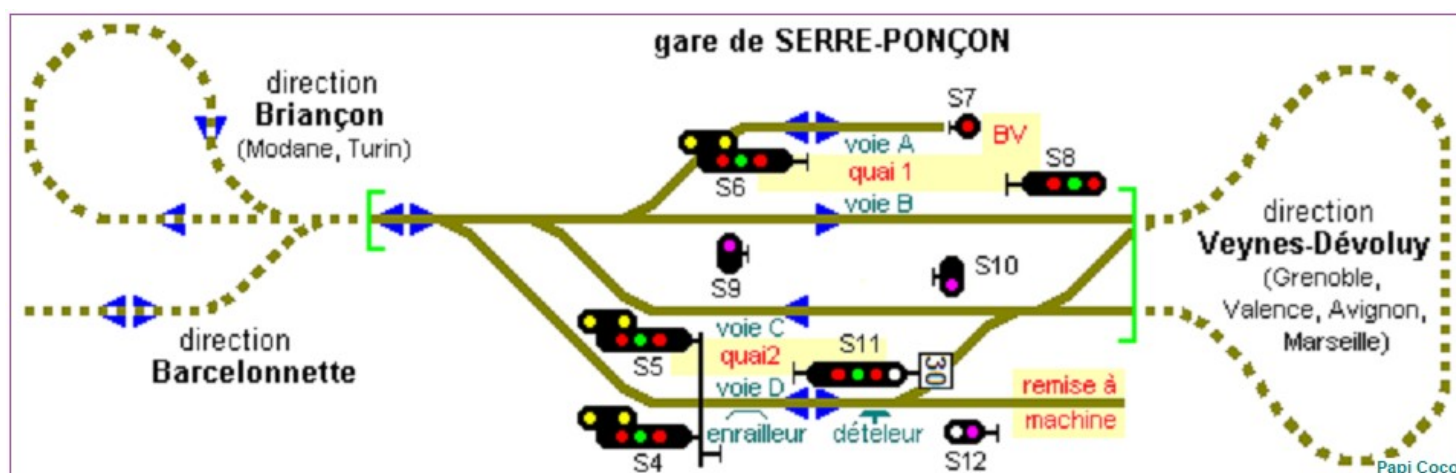 gare de SERRE-PONÇON
direction
Briançon
(Modane, Turin)
S7
BV
voie A
S6
quai 1
S8
voie B
direction
Veynes-Dévoluy
(Grenoble,
Valence, Avignon,
Marseille)
S9
S10
direction
Barcelonnette
voie C
S5
quai2
S11
voie D
30
remise à
machine
enrailleur
dételeur
S4
S12
Papi Coco